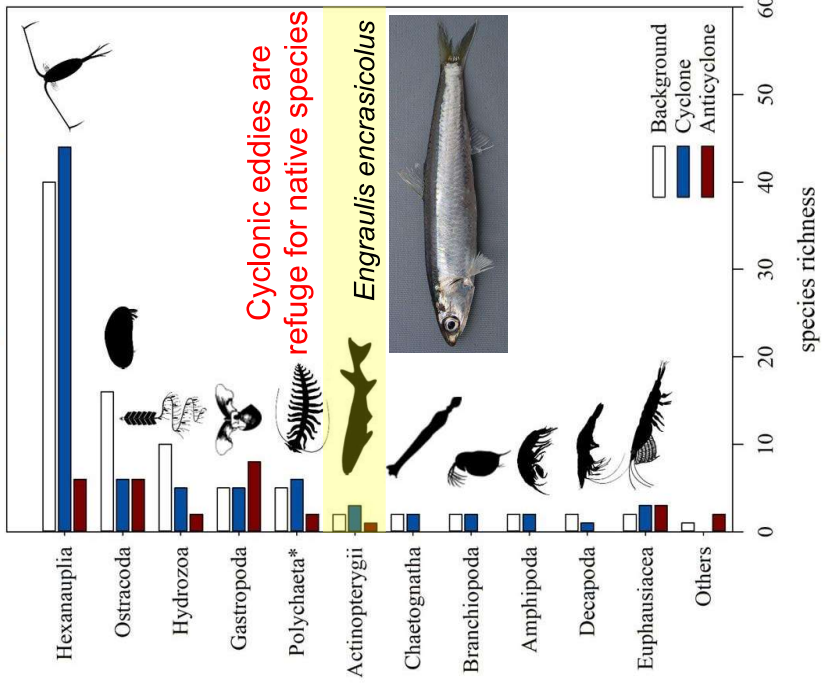 Cyclonic eddies are
refuge for native species
Engraulis encrasicolus
Background
Cyclone
Anticyclone
0
10
20
30
40
50
60
species richness
Hexanauplia
Ostracoda
Hydrozoa
Gastropoda
Polychaeta*
Actinopterygii
Chaetognatha
Branchiopoda
Amphipoda
Decapoda
Euphausiacea
Others